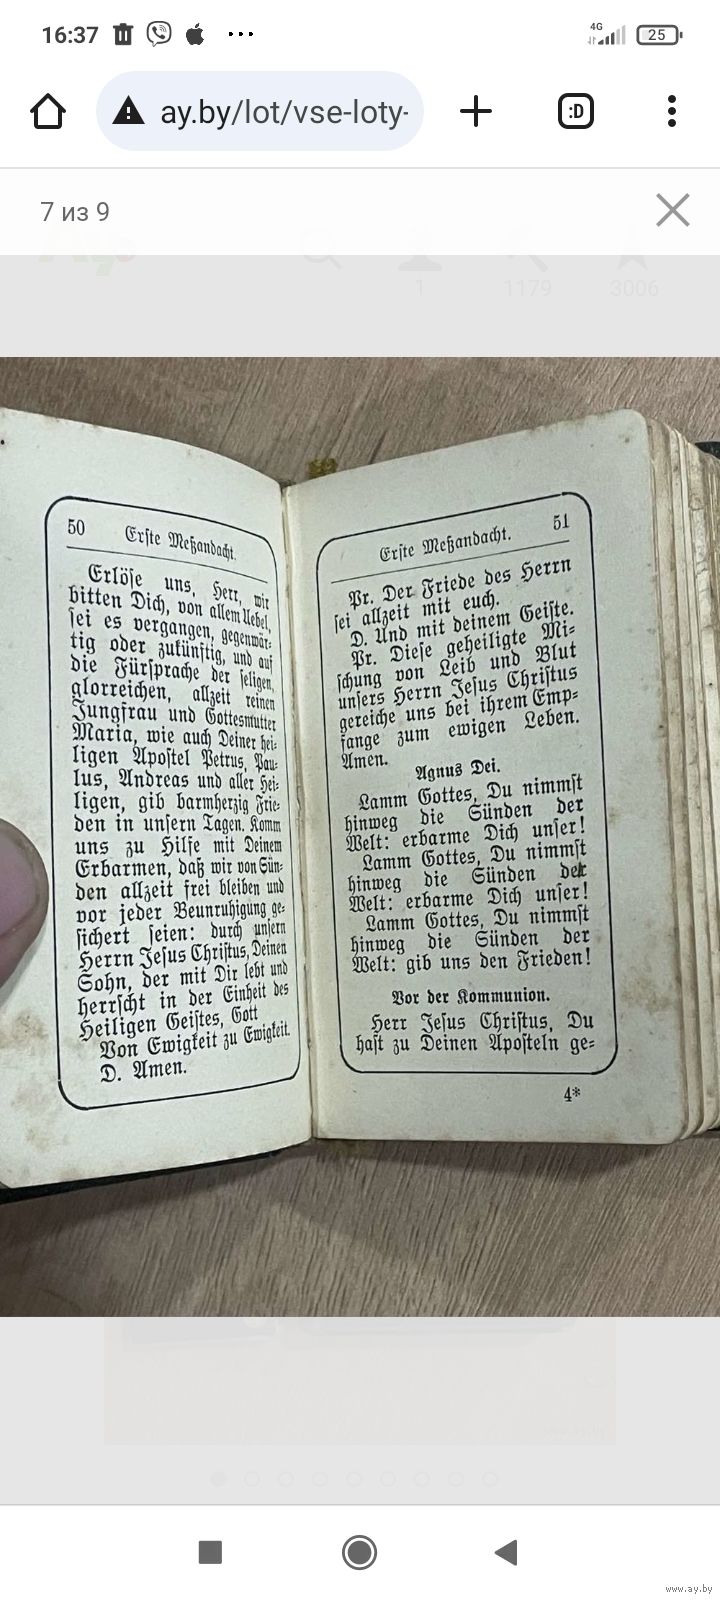 16:37
4G
25
ay.by/lot/vse-loty-
:D
7 из 9
1
1179
3006
50
Erste Meßandacht.
Erlöse uns, Herr, wir
bitten Dich, von allem Uebel,
sei es vergangen, gegenwär-
tig oder zukünftig, und auf
die Fürsprache der seligen,
glorreichen, allzeit reinen
Jungfrau und Gottesmutter
Maria, wie auch Deiner hei-
ligen Apostel Petrus, Pau-
lus, Andreas und aller Hei-
ligen, gib barmherzig Frie-
den in unsern Tagen. Komm
uns zu Hilfe mit Deinem
Erbarmen, daß wir von Sün-
den allzeit frei bleiben und
vor jeder Beunruhigung ge-
sichert seien: durch unsern
Herrn Jesus Christus, Deinen
Sohn, der mit Dir lebt und
herrscht in der Einheit des
Heiligen Geistes, Gott
Von Ewigkeit zu Ewigkeit.
D. Amen.
Erste Meßandacht.
51
Pr. Der Friede des Herrn
sei allzeit mit euch.
D. Und mit deinem Geiste.
Pr. Diese geheiligte Mi-
schung von Leib und Blut
unsers Herrn Jesus Christus
gereiche uns bei ihrem Emp-
fange zum ewigen Leben.
Amen.
Agnus Dei.
Lamm Gottes, Du nimmst
hinweg die Sünden der
Welt: erbarme Dich unser!
Lamm Gottes, Du nimmst
hinweg die Sünden der
Welt: erbarme Dich unser!
Lamm Gottes, Du nimmst
hinweg die Sünden der
Welt: gib uns den Frieden!
Vor der Kommunion.
Herr Jesus Christus, Du
hast zu Deinen Aposteln ge-
4*
www.ay.by